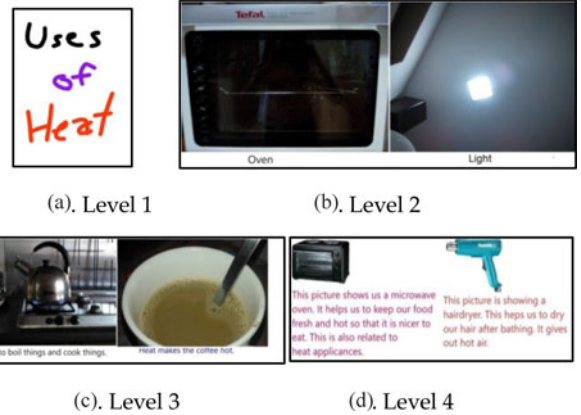 Uses
of
Heat
Tefal
Oven
Light
(a). Level 1
(b). Level 2
to boil things and cook things.
Heat makes the coffee hot.
This picture shows us a microwave
oven. It helps us to keep our food
fresh and hot so that it is nicer to
eat. This is also related to
heat applicances.
This picture is showing a
hairdryer. This heps us to dry
our hair after bathing. It gives
out hot air.
(c). Level 3
(d). Level 4